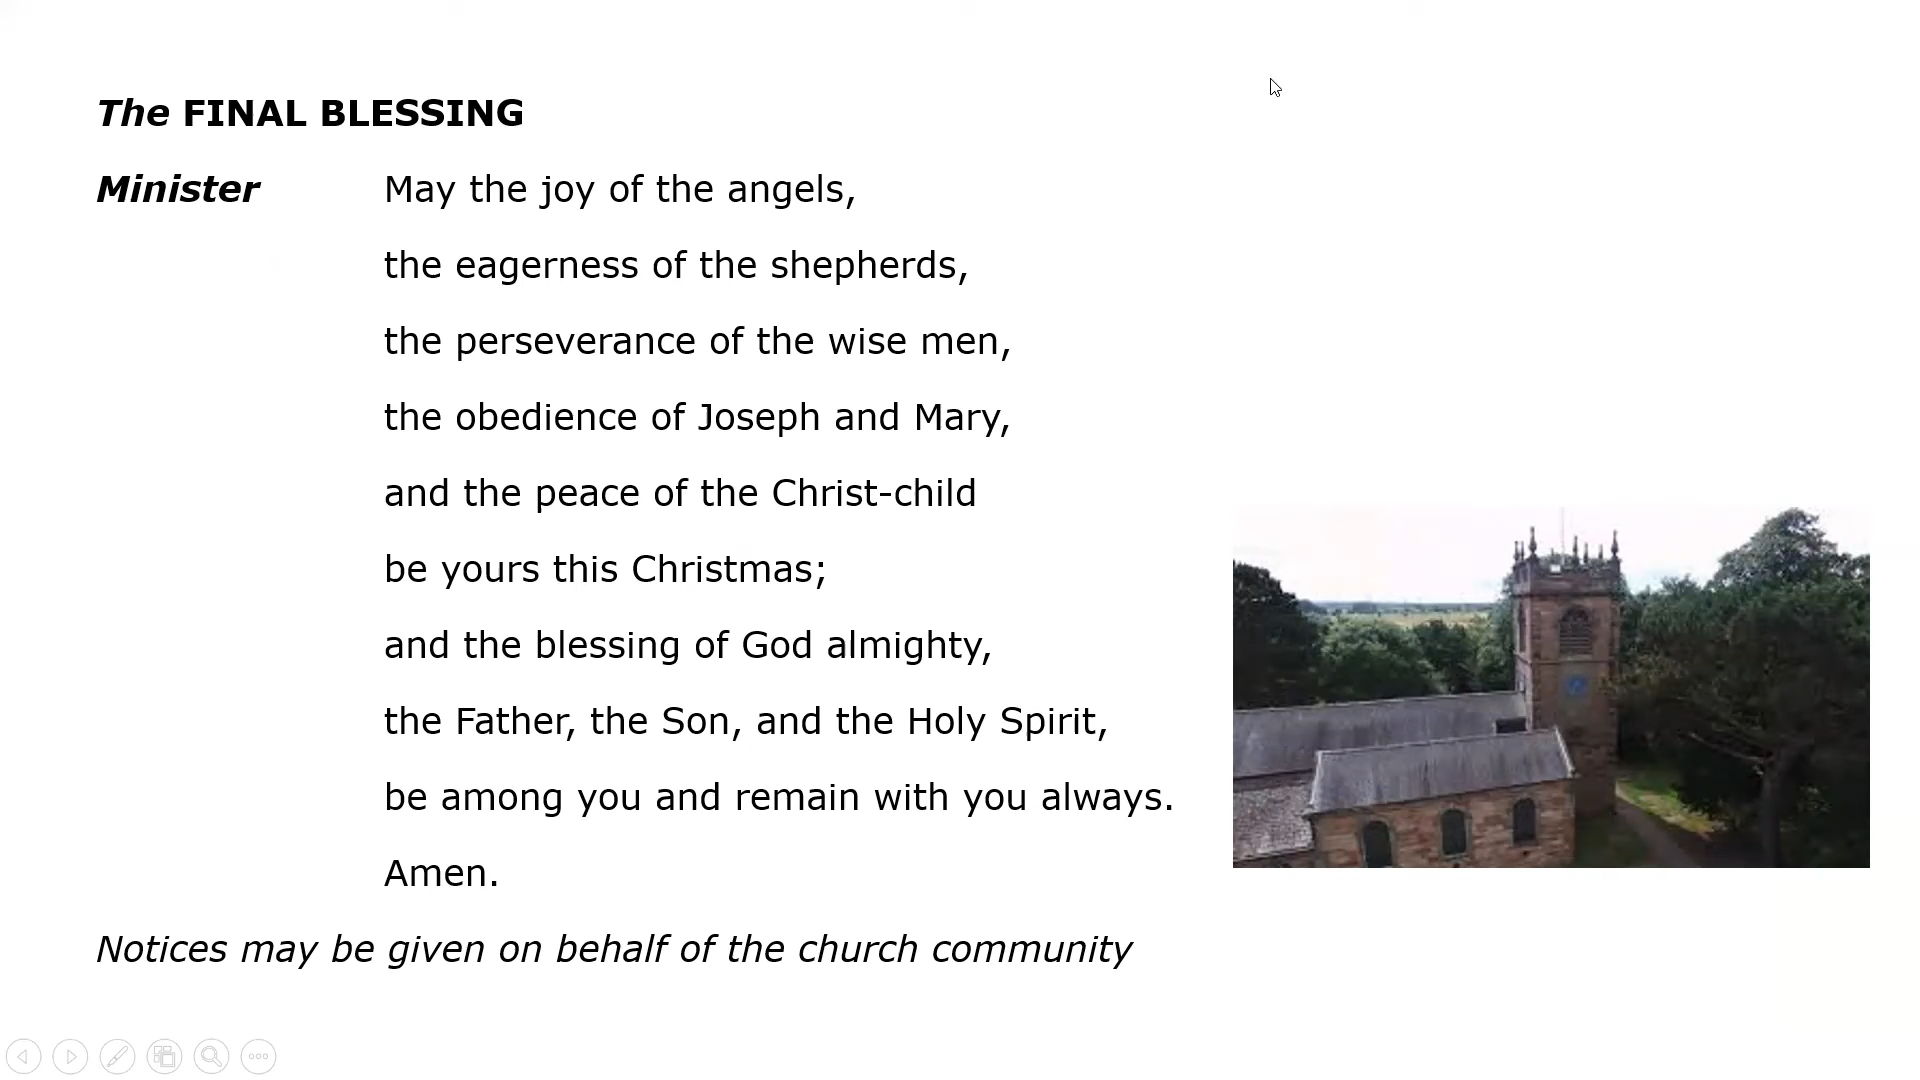 The FINAL BLESSING
Minister May the joy of the angels,
the eagerness of the shepherds,
the perseverance of the wise men,
the obedience of Joseph and Mary,
and the peace of the Christ-child
be yours this Christmas;
and the blessing of God almighty,
the Father, the Son, and the Holy Spirit,
be among you and remain with you always.
Amen.
Notices may be given on behalf of the church community